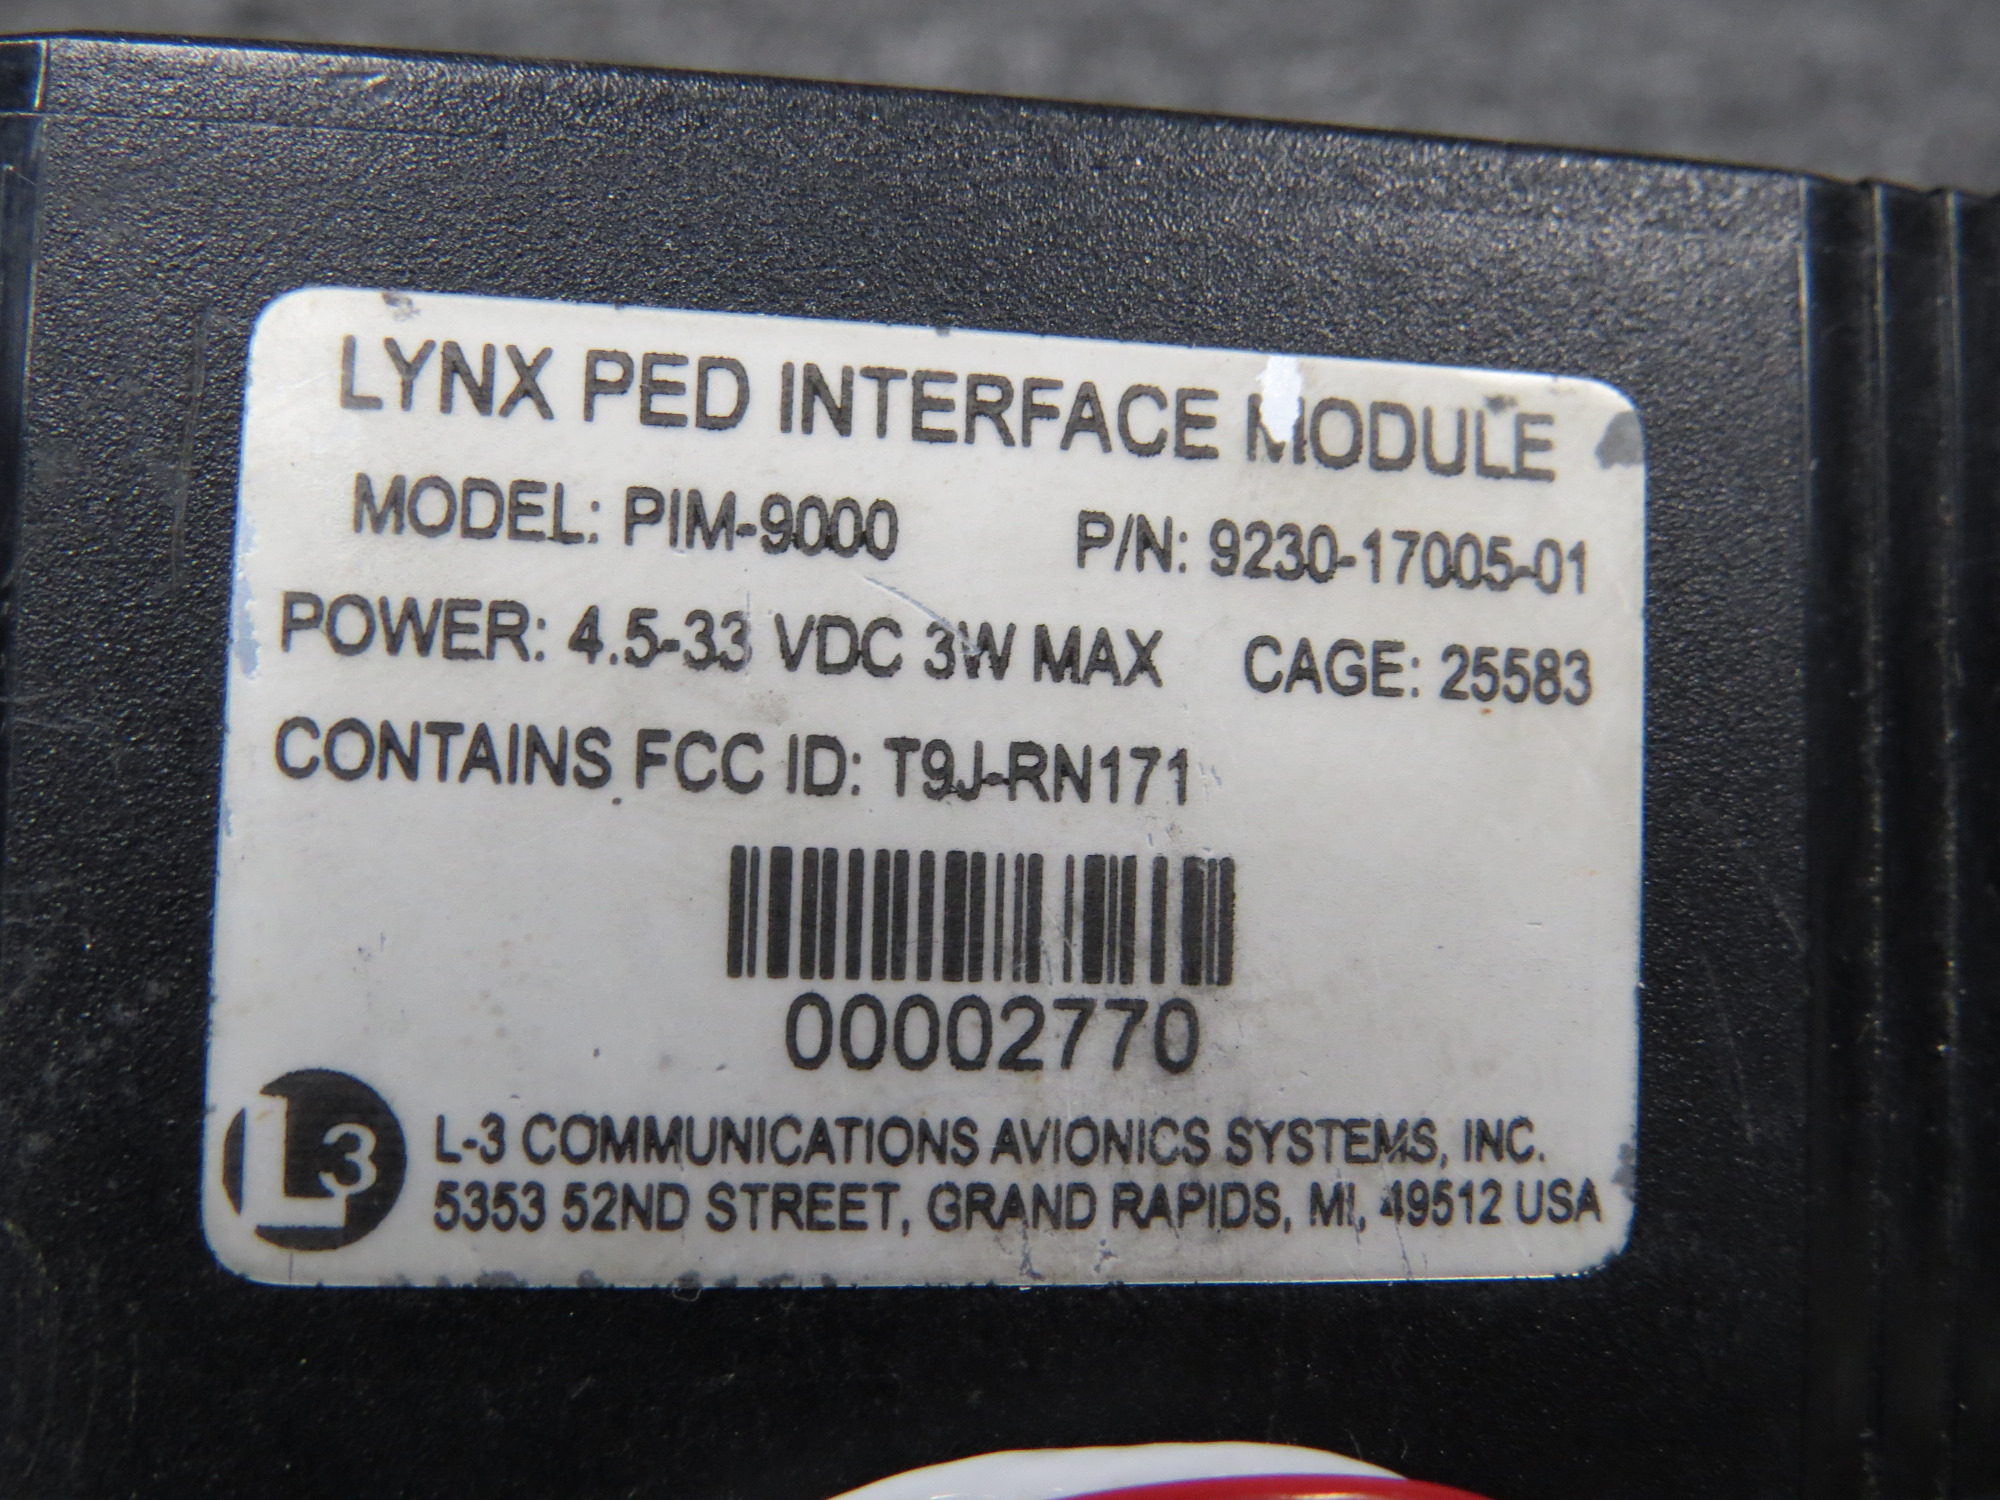 LYNX PED INTERFACE MODULE
MODEL: PIM-9000 P/N: 9230-17005-01
POWER: 4.5-33 VDC 3W MAX CAGE: 25583
CONTAINS FCC ID: T9J-RN171
00002770
L3 L-3 COMMUNICATIONS AVIONICS SYSTEMS, INC.
5353 52ND STREET, GRAND RAPIDS, MI, 49512 USA